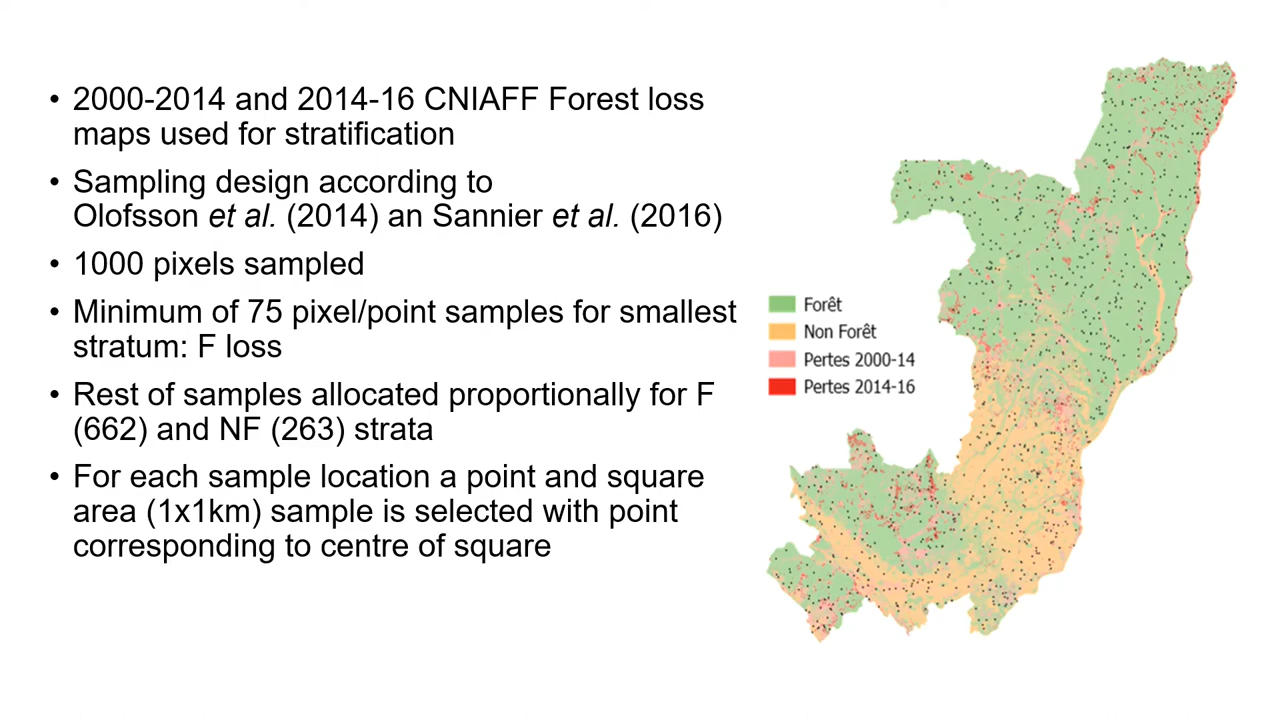 • 2000-2014 and 2014-16 CNIAFF Forest loss
maps used for stratification
• Sampling design according to
Olofsson et al. (2014) an Sannier et al. (2016)
• 1000 pixels sampled
• Minimum of 75 pixel/point samples for smallest
stratum: F loss
• Rest of samples allocated proportionally for F
(662) and NF (263) strata
• For each sample location a point and square
area (1x1km) sample is selected with point
corresponding to centre of square
Forêt
Non Forêt
Pertes 2000-14
Pertes 2014-16